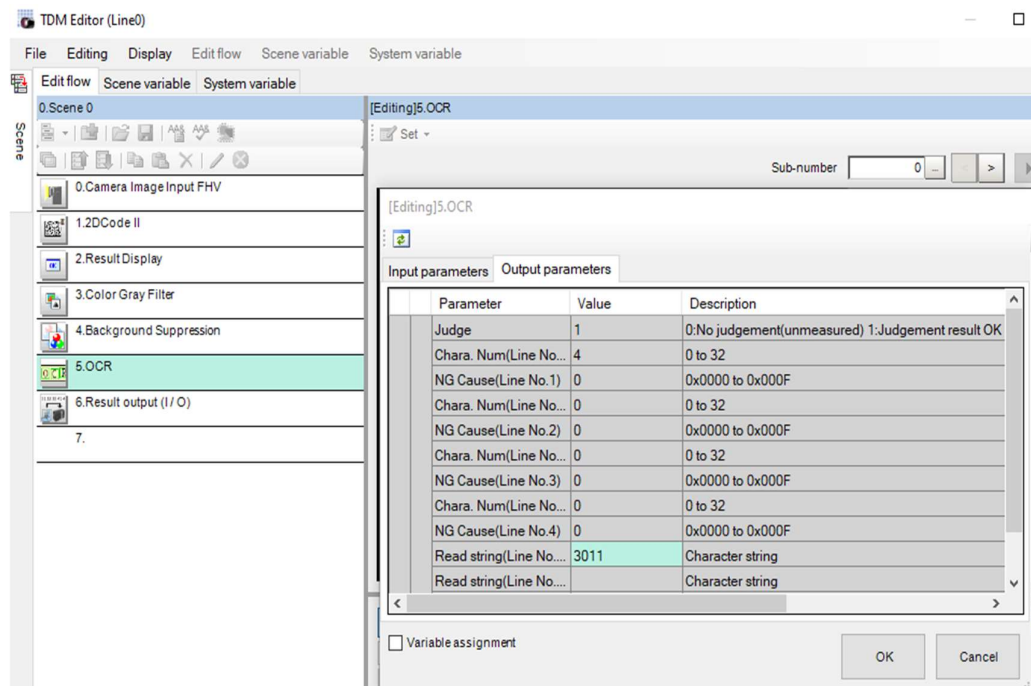 TDM Editor (Line0)
File Editing Display Edit flow Scene variable System variable
Edit flow Scene variable System variable
Scene
0.Scene 0
0.Camera Image Input FHV
1.2DCode II
2.Result Display
3.Color Gray Filter
4.Background Suppression
5.OCR
6.Result output (I / O)
7.
[Editing]5.OCR
Set
Sub-number 0 ... < >
[Editing]5.OCR
Input parameters Output parameters
Parameter Value Description
Judge 1 0:No judgement(unmeasured) 1:Judgement result OK
Chara. Num(Line No... 4 0 to 32
NG Cause(Line No.1) 0 0x0000 to 0x000F
Chara. Num(Line No... 0 0 to 32
NG Cause(Line No.2) 0 0x0000 to 0x000F
Chara. Num(Line No... 0 0 to 32
NG Cause(Line No.3) 0 0x0000 to 0x000F
Chara. Num(Line No... 0 0 to 32
NG Cause(Line No.4) 0 0x0000 to 0x000F
Read string(Line No.... 3011 Character string
Read string(Line No.... Character string
Variable assignment
OK Cancel